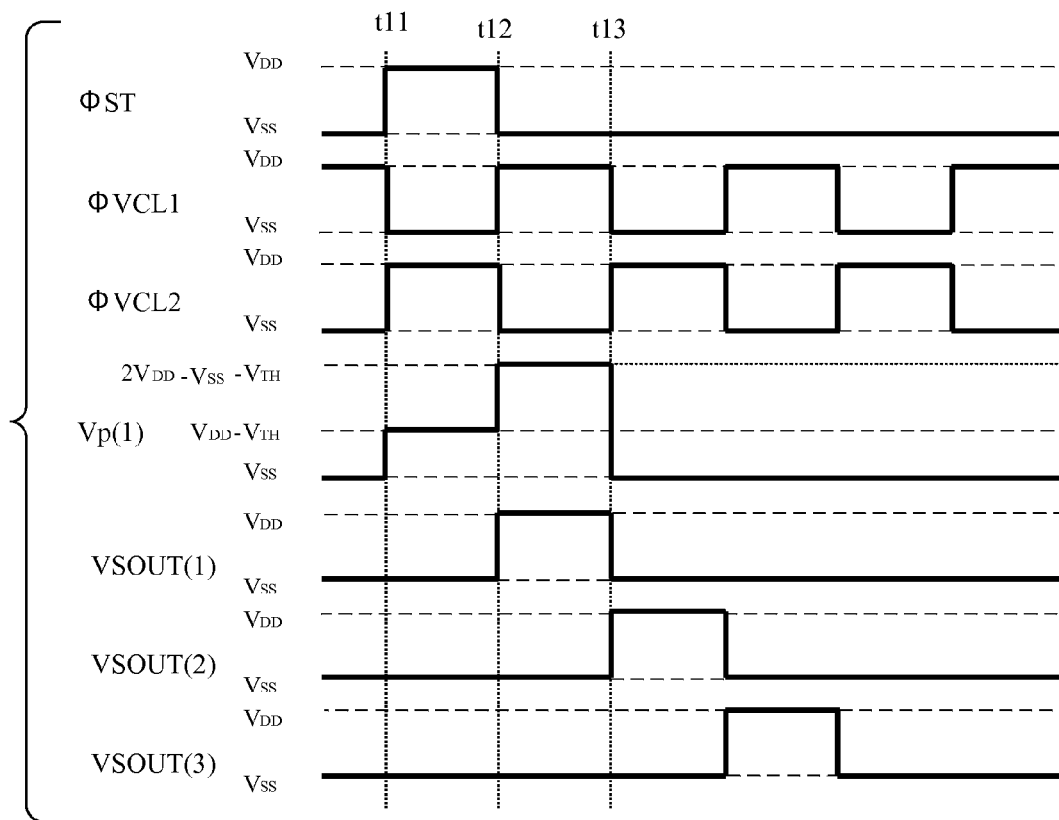 t11 t12 t13
VDD
ΦST
VSS
VDD
ΦVCL1
VSS
VDD
ΦVCL2
VSS
2VDD -VSS -VTH
Vp(1) VDD-VTH
VSS
VDD
VSOUT(1)
VSS
VDD
VSOUT(2)
VSS
VDD
VSOUT(3)
VSS